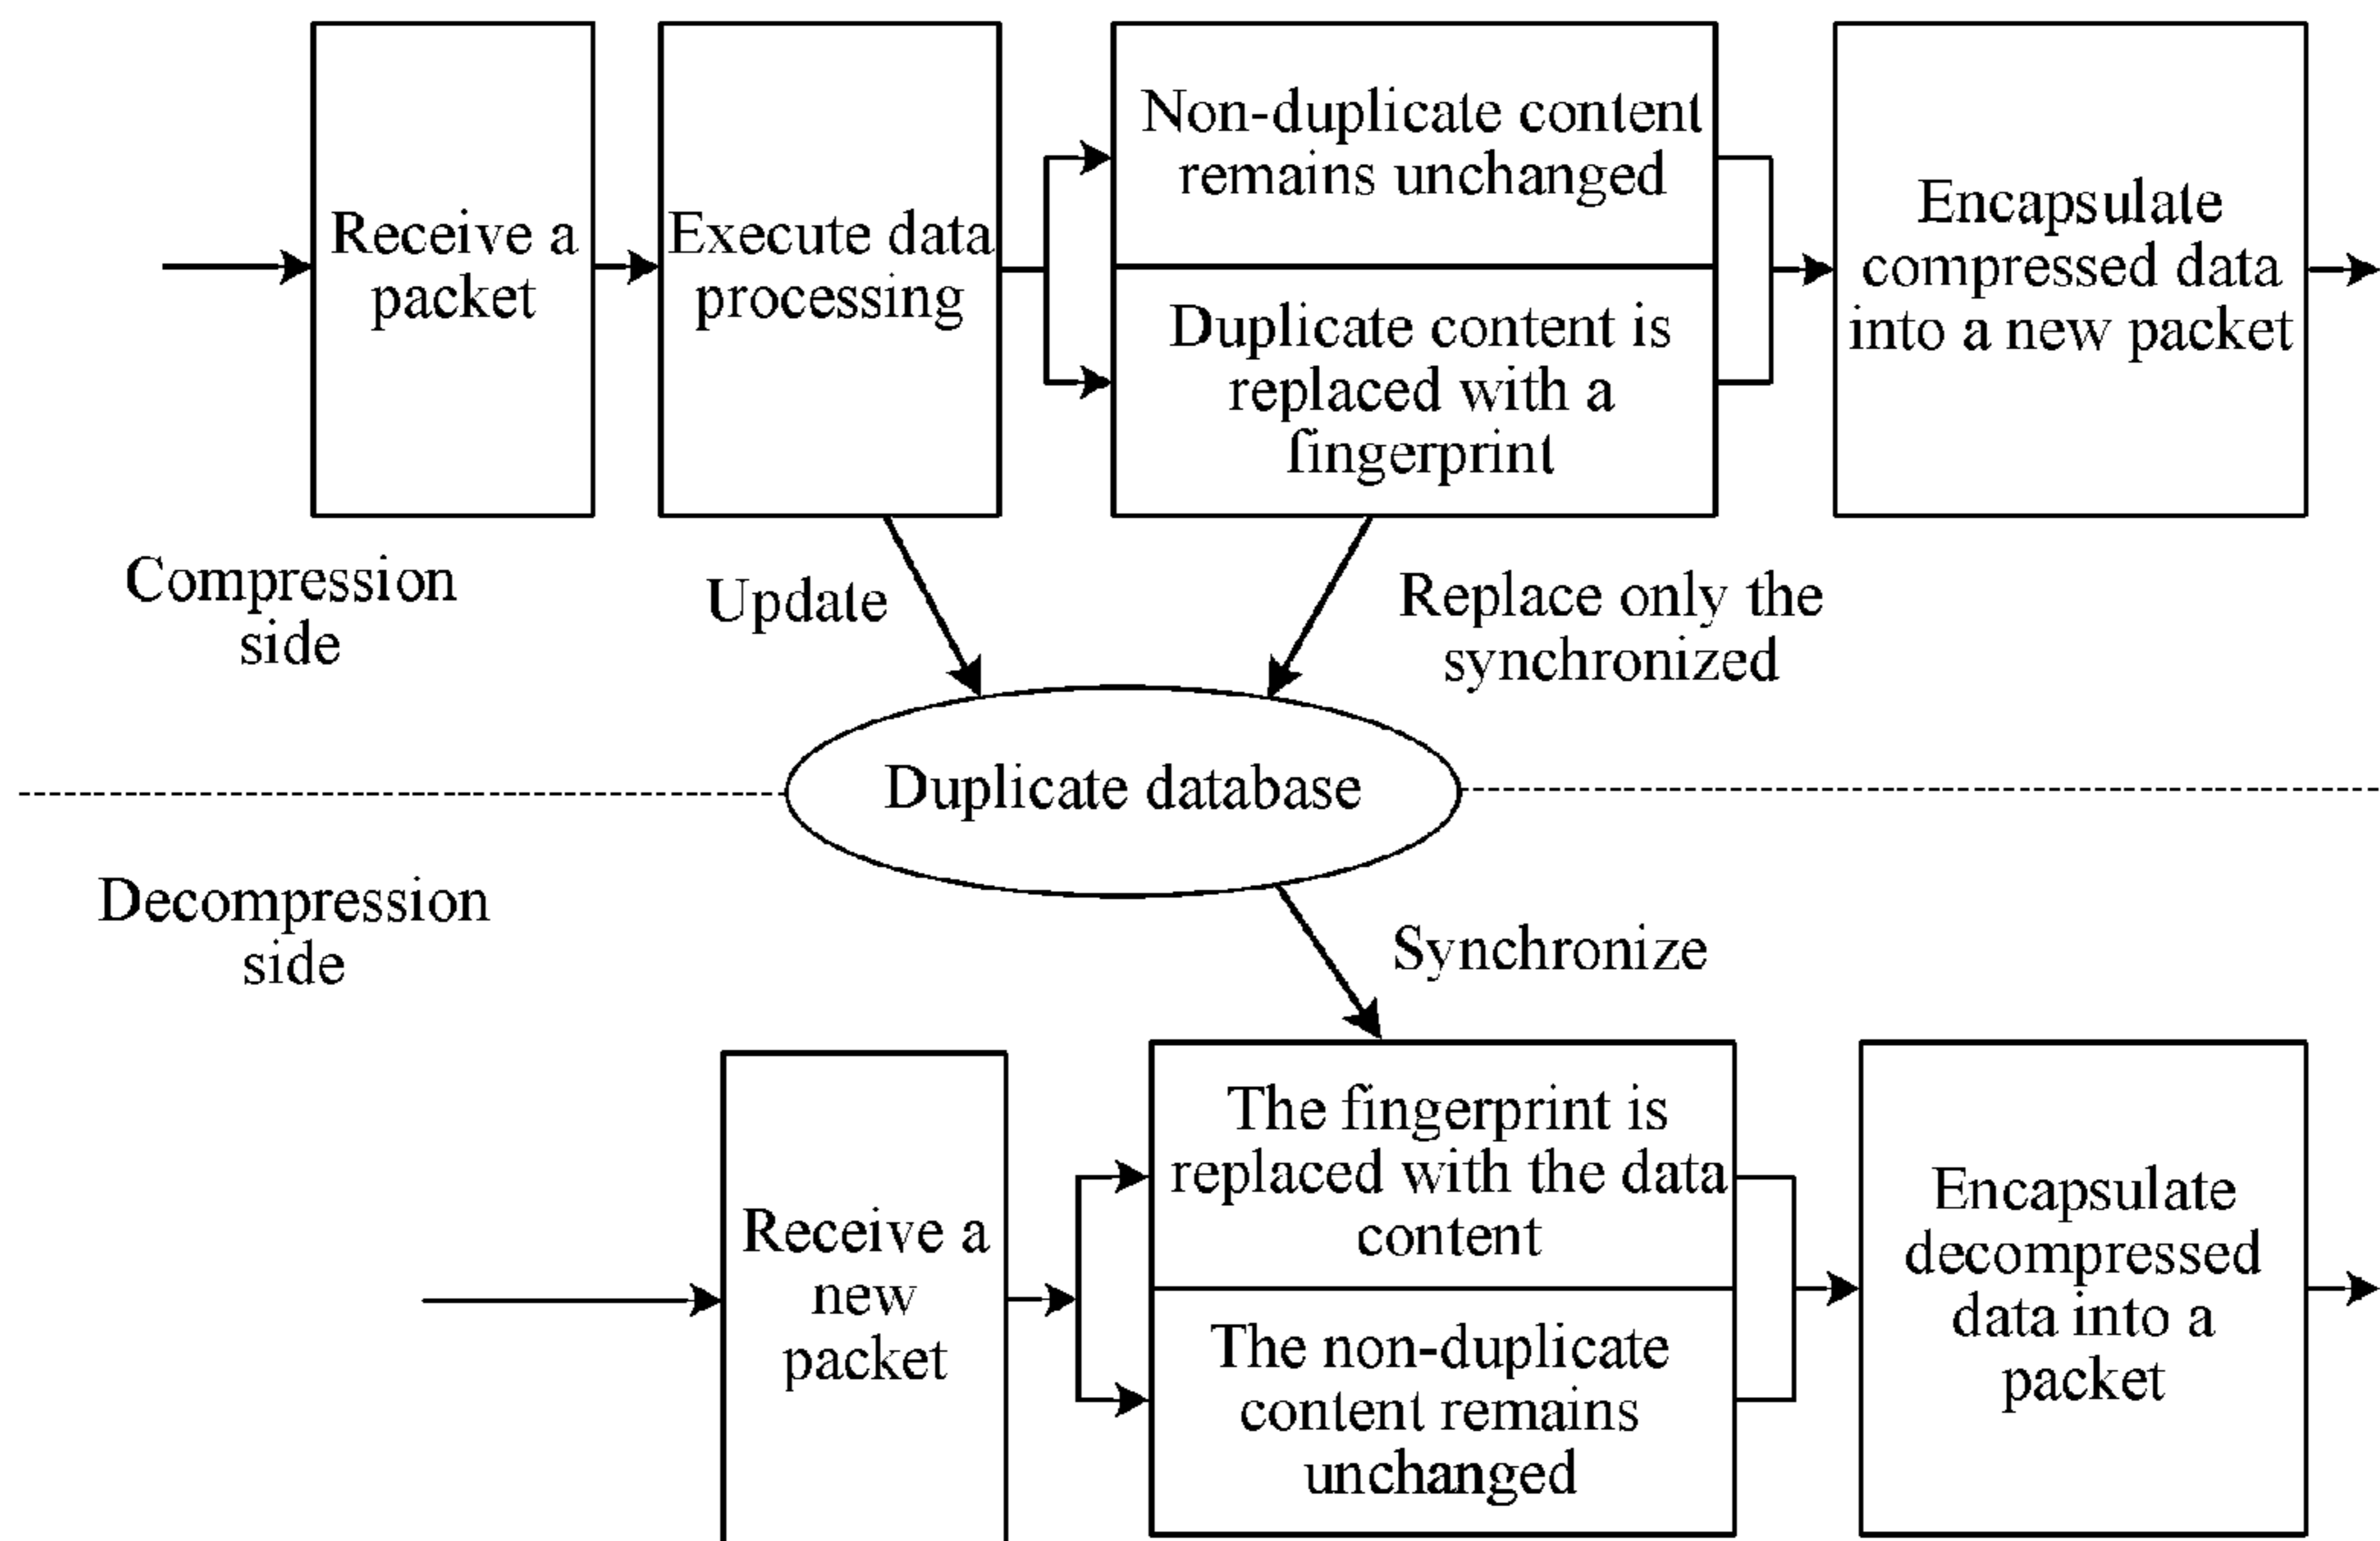 Receive a
packet
Execute data
processing
Non-duplicate content
remains unchanged
Duplicate content is
replaced with a
fingerprint
Encapsulate
compressed data
into a new packet
Compression
side
Update
Replace only the
synchronized
Duplicate database
Decompression
side
Synchronize
Receive a
new
packet
The fingerprint is
replaced with the data
content
The non-duplicate
content remains
unchanged
Encapsulate
decompressed
data into a
packet